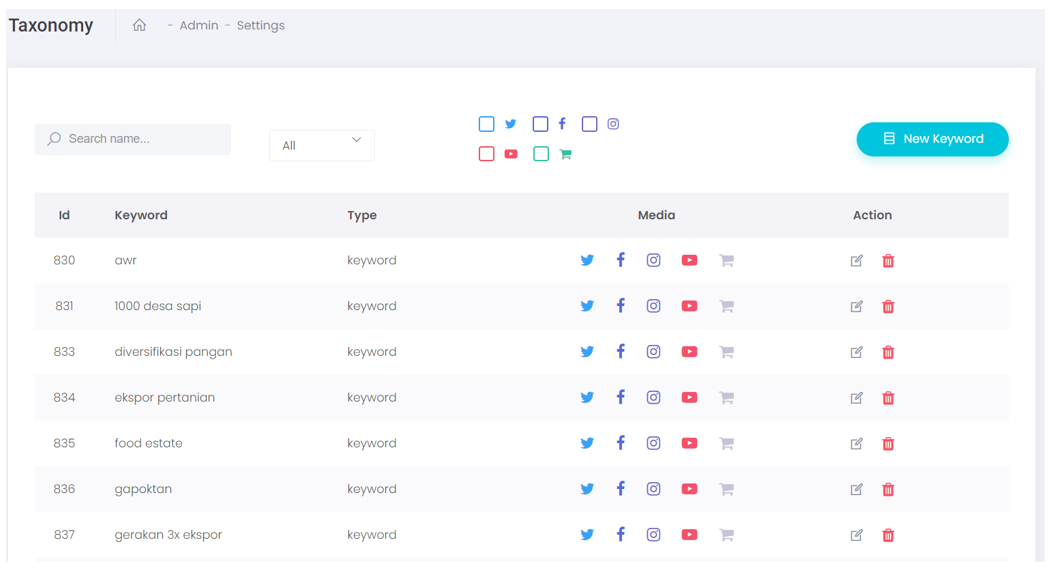 Taxonomy - Admin - Settings
Search name... All New Keyword
Id Keyword Type Media Action
830 awr keyword
831 1000 desa sapi keyword
833 diversifikasi pangan keyword
834 ekspor pertanian keyword
835 food estate keyword
836 gapoktan keyword
837 gerakan 3x ekspor keyword